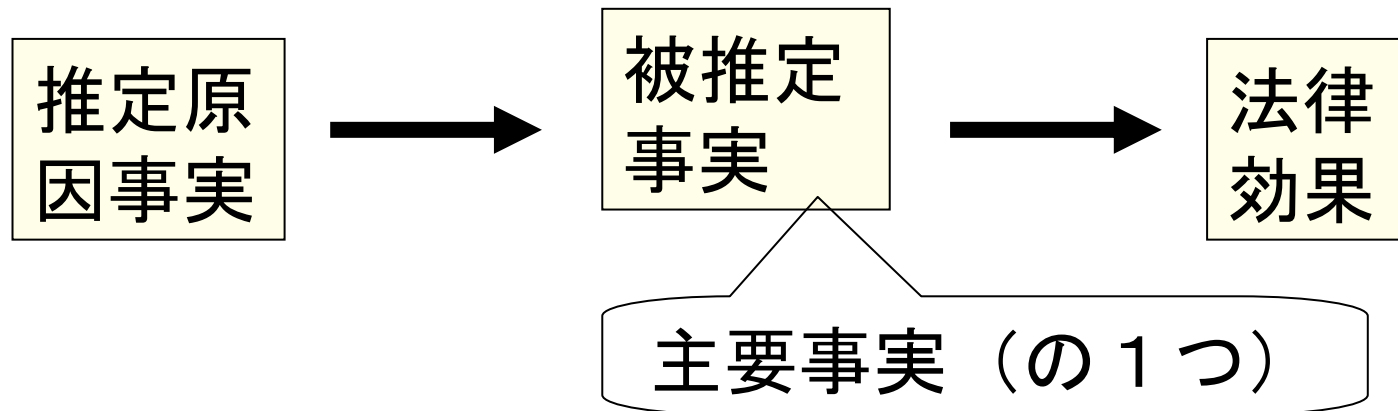 推定原
因事実
被推定
事実
法律
効果
主要事実（の１つ）